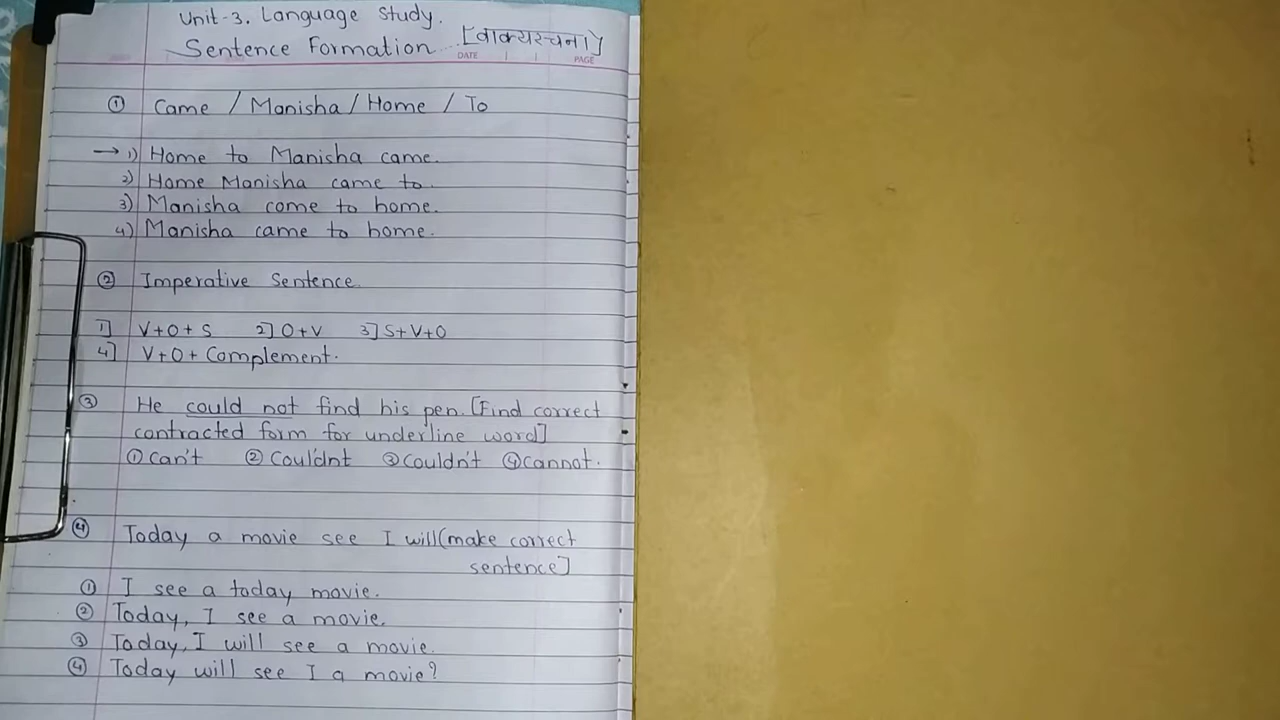 Unit-3. Language study.
Sentence Formation [वाक्यरचना]
DATE PAGE
① Came / Manisha / Home / To
→ 1) Home to Manisha came.
2) Home Manisha came to.
3) Manisha come to home.
4) Manisha came to home.
② Imperative Sentence.
1] V+O+S 2] O+V 3] S+V+O
4] V+O+ Complement.
③ He could not find his pen. [Find correct
contracted form for underline word]
① Can't ② Could'nt ③ Couldn't ④ Cannot.
④ Today a movie see I will (make correct
sentence]
① I see a today movie.
② Today, I see a movie.
③ Today, I will see a movie.
④ Today will see I a movie?